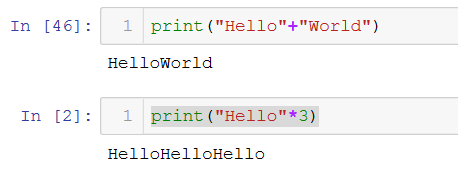 In [46]: 1 print("Hello"+"World")
HelloWorld
In [2]: 1 print("Hello"*3)
HelloHelloHello